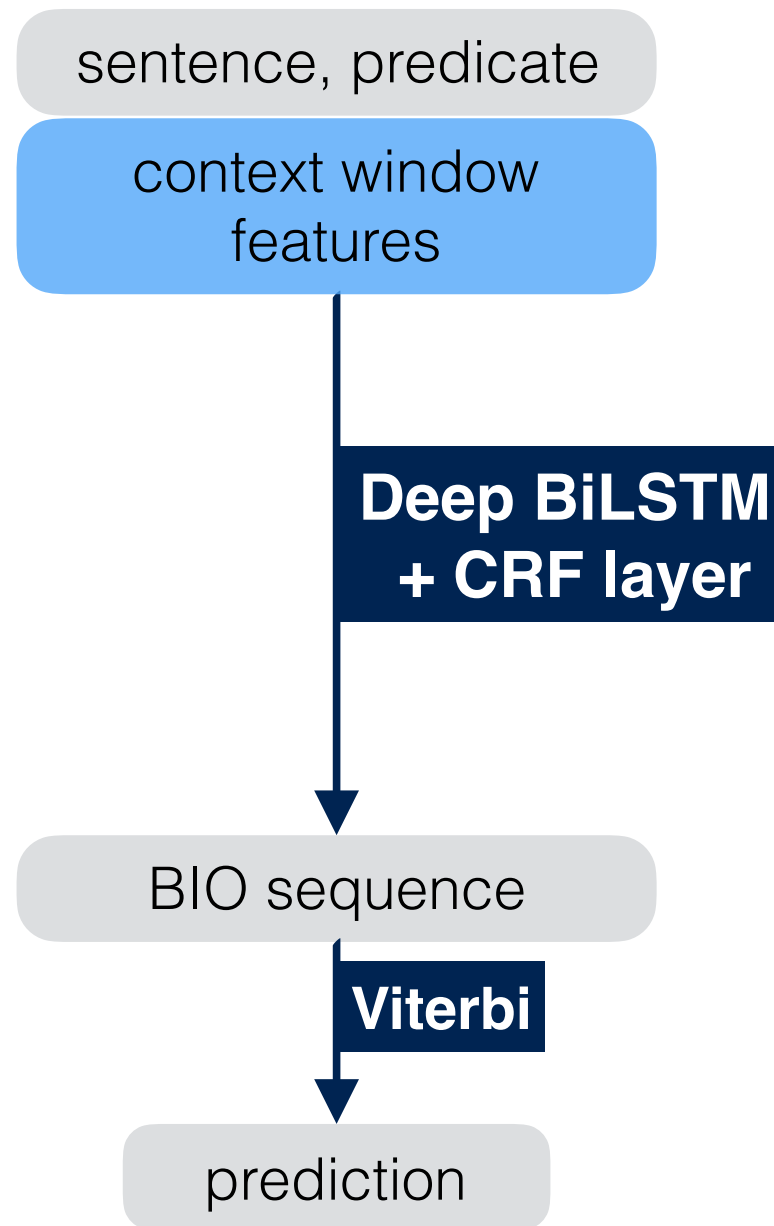 sentence, predicate
context window
features
Deep BiLSTM
+ CRF layer
BIO sequence
Viterbi
prediction